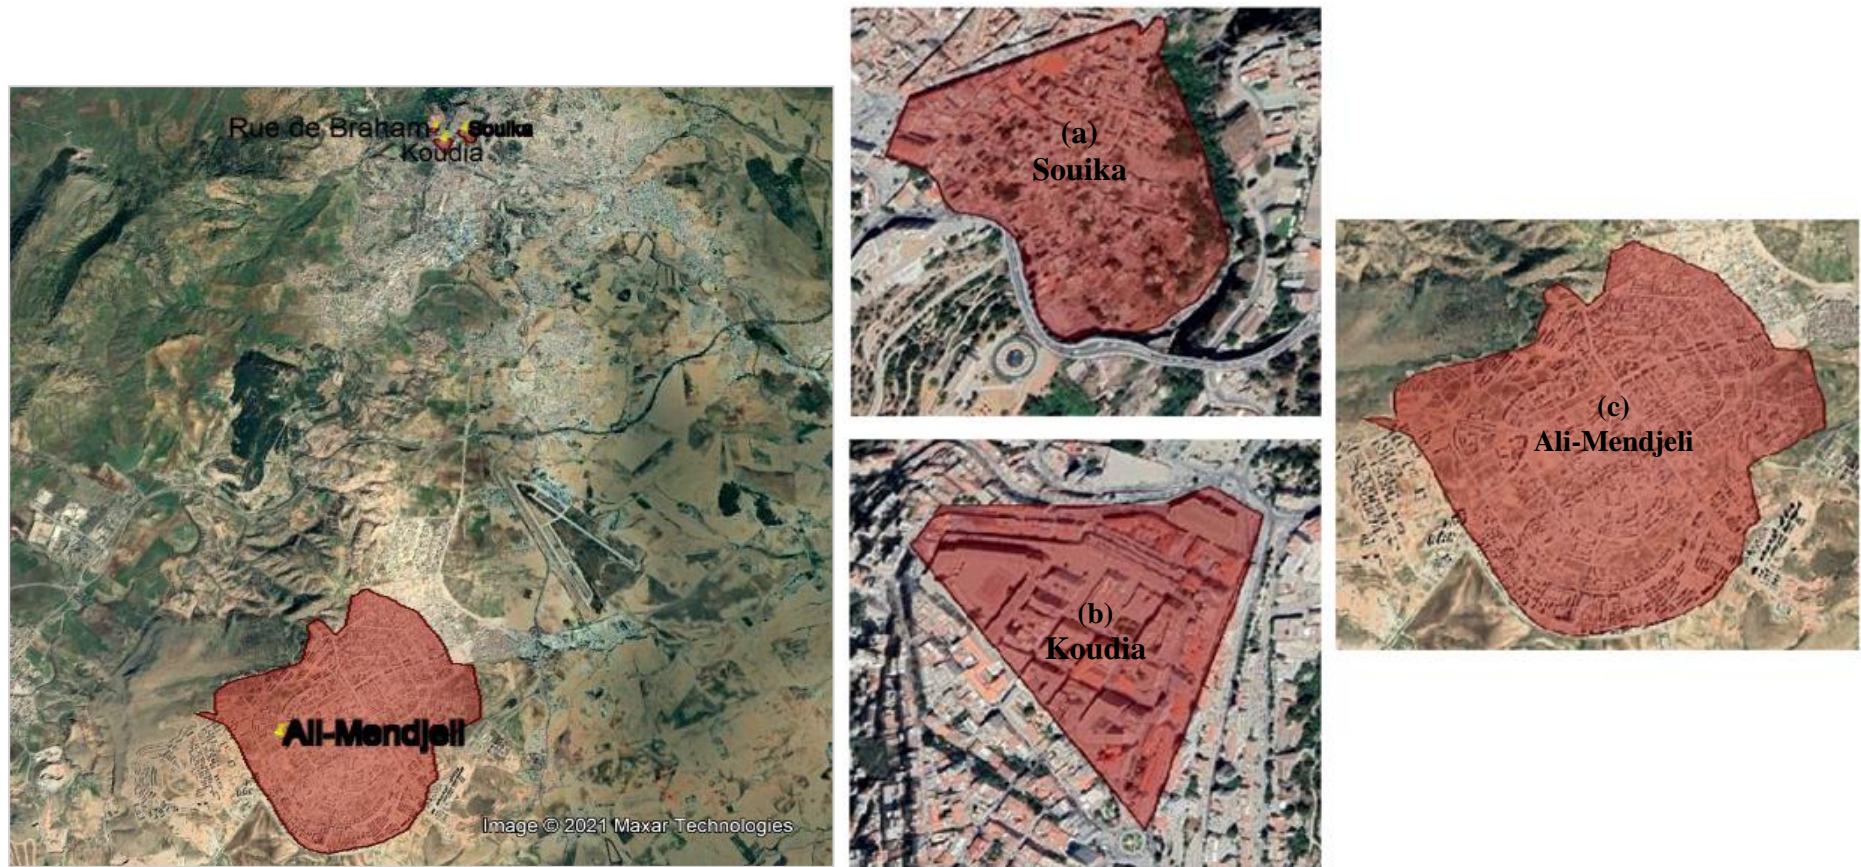 Rue de Braham
Souika
Koudia
Ali-Mendjeli
Image © 2021 Maxar Technologies
(a)
Souika
(b)
Koudia
(c)
Ali-Mendjeli